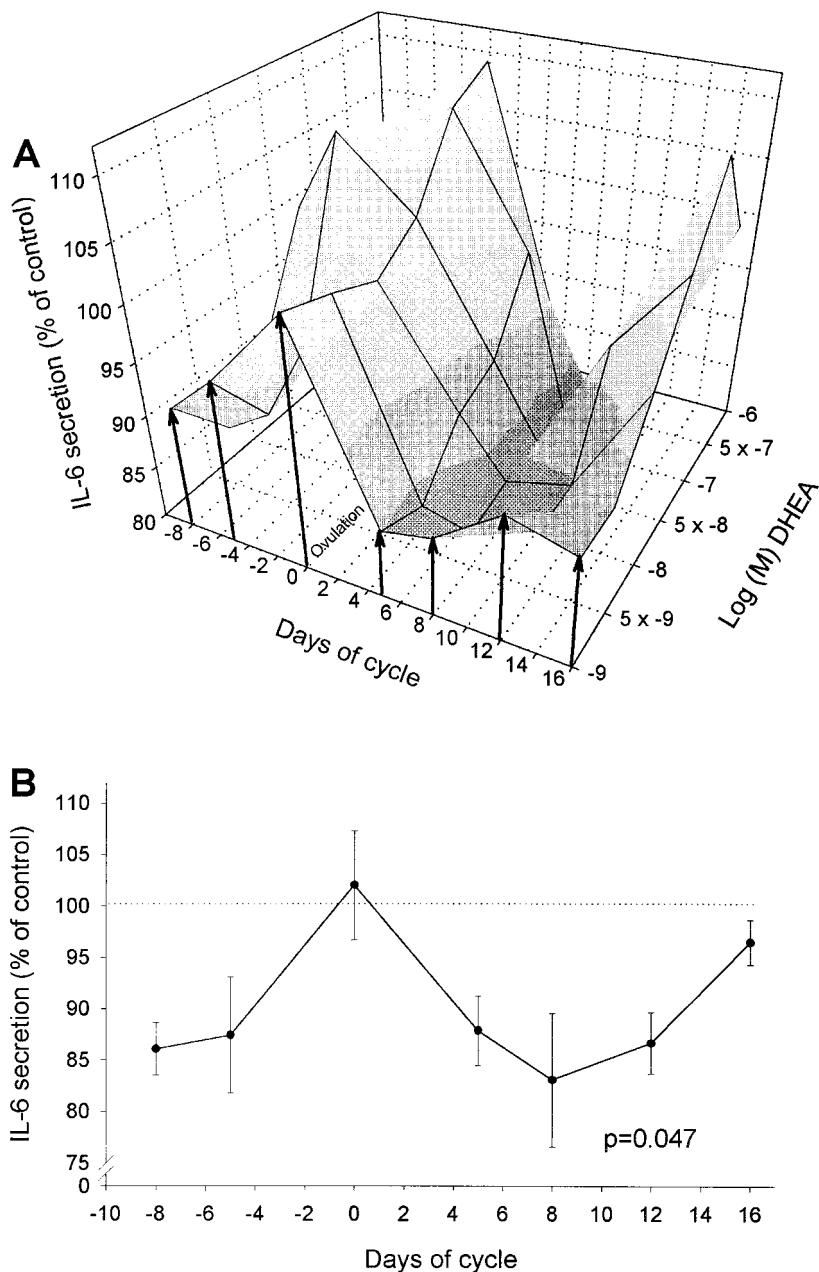 A
IL-6 secretion (% of control)
110
105
100
95
90
85
80
-8
-6
-4
-2
0
2
4
6
8
10
12
14
16
Ovulation
Days of cycle
-6
5 x -7
-7
5 x -8
-8
5 x -9
-9
Log (M) DHEA
B
IL-6 secretion (% of control)
110
105
100
95
90
85
80
75
0
p=0.047
-10 -8 -6 -4 -2 0 2 4 6 8 10 12 14 16
Days of cycle